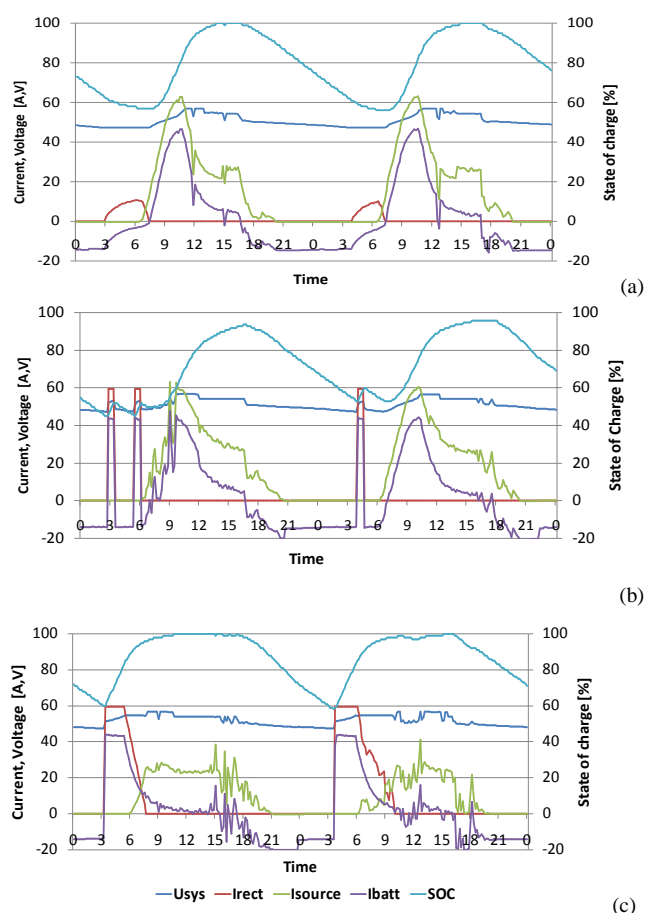 Current, Voltage [A,V]
100 100
80 80
60 60
40 40
20 20
0 0
0 3 6 9 12 15 18 21 0 3 6 9 12 15 18 21 0
-20 -20
State of charge [%]
Time
(a)
Current, Voltage [A,V]
100 100
80 80
60 60
40 40
20 20
0 0
0 3 6 9 12 15 18 21 0 3 6 9 12 15 18 21 0
-20 -20
State of Charge [%]
Time
(b)
Current, Voltage [A,V]
100 100
80 80
60 60
40 40
20 20
0 0
0 3 6 9 12 15 18 21 0 3 6 9 12 15 18 21 0
-20 -20
State of charge [%]
Time
Usys Irect Isource Ibatt SOC
(c)